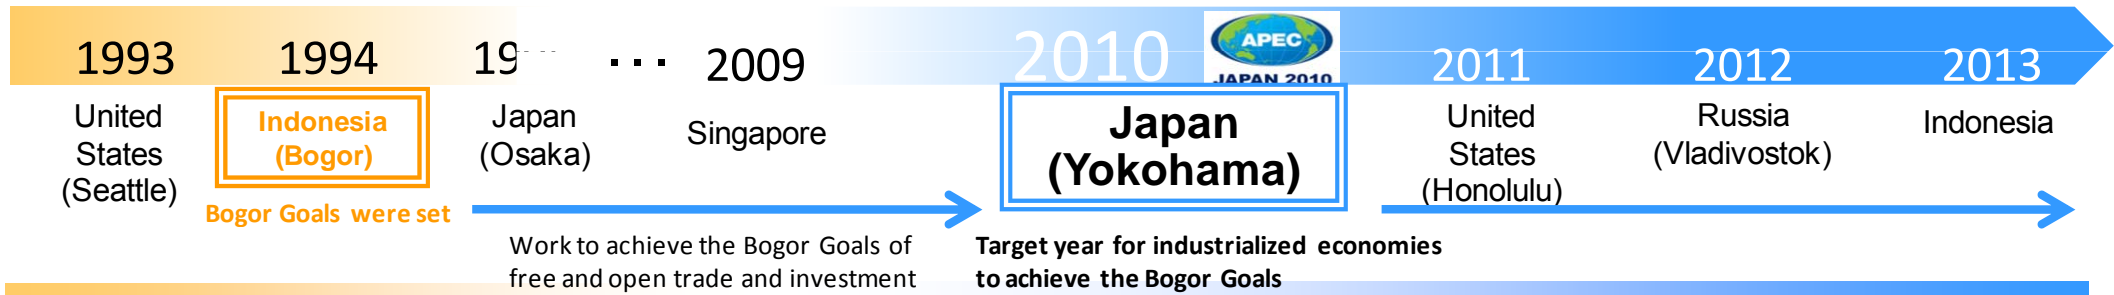 1993
United
States
(Seattle)
1994
Indonesia
(Bogor)
Bogor Goals were set
Japan
(Osaka)
...
2009
Singapore
Work to achieve the Bogor Goals of
free and open trade and investment
2010
APEC
JAPAN 2010
Japan
(Yokohama)
Target year for industrialized economies
to achieve the Bogor Goals
2011
United
States
(Honolulu)
2012
Russia
(Vladivostok)
2013
Indonesia